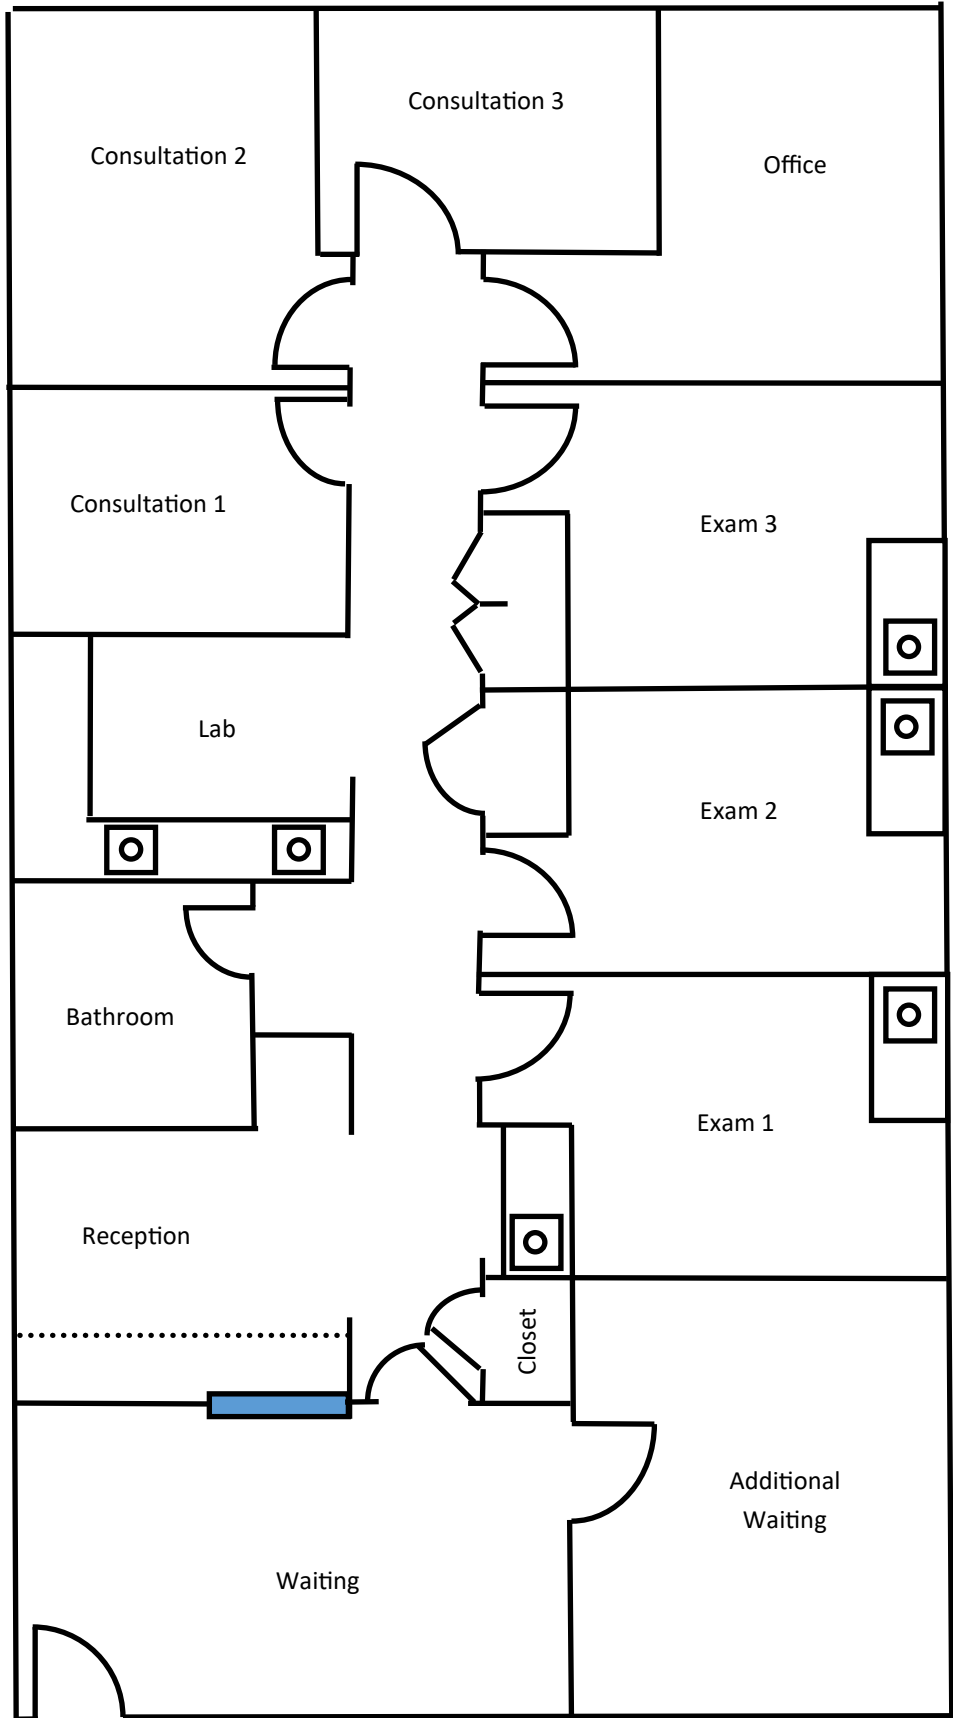 Consultation 3
Consultation 2
Office
Consultation 1
Exam 3
Lab
Exam 2
Bathroom
Exam 1
Reception
Closet
Additional
Waiting
Waiting